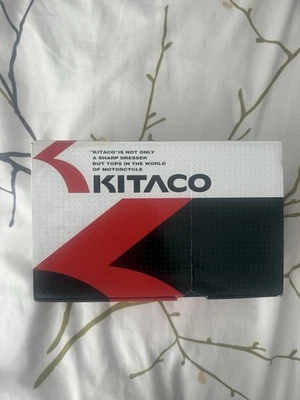 "KITACO" IS NOT ONLY
A SHARP DRESSER
BUT TOPS IN THE WORLD
OF MOTORCYCLE
KITACO